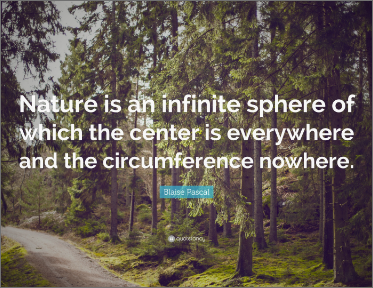 Nature is an infinite sphere of
which the center is everywhere
and the circumference nowhere.
Blaise Pascal
quotefancy